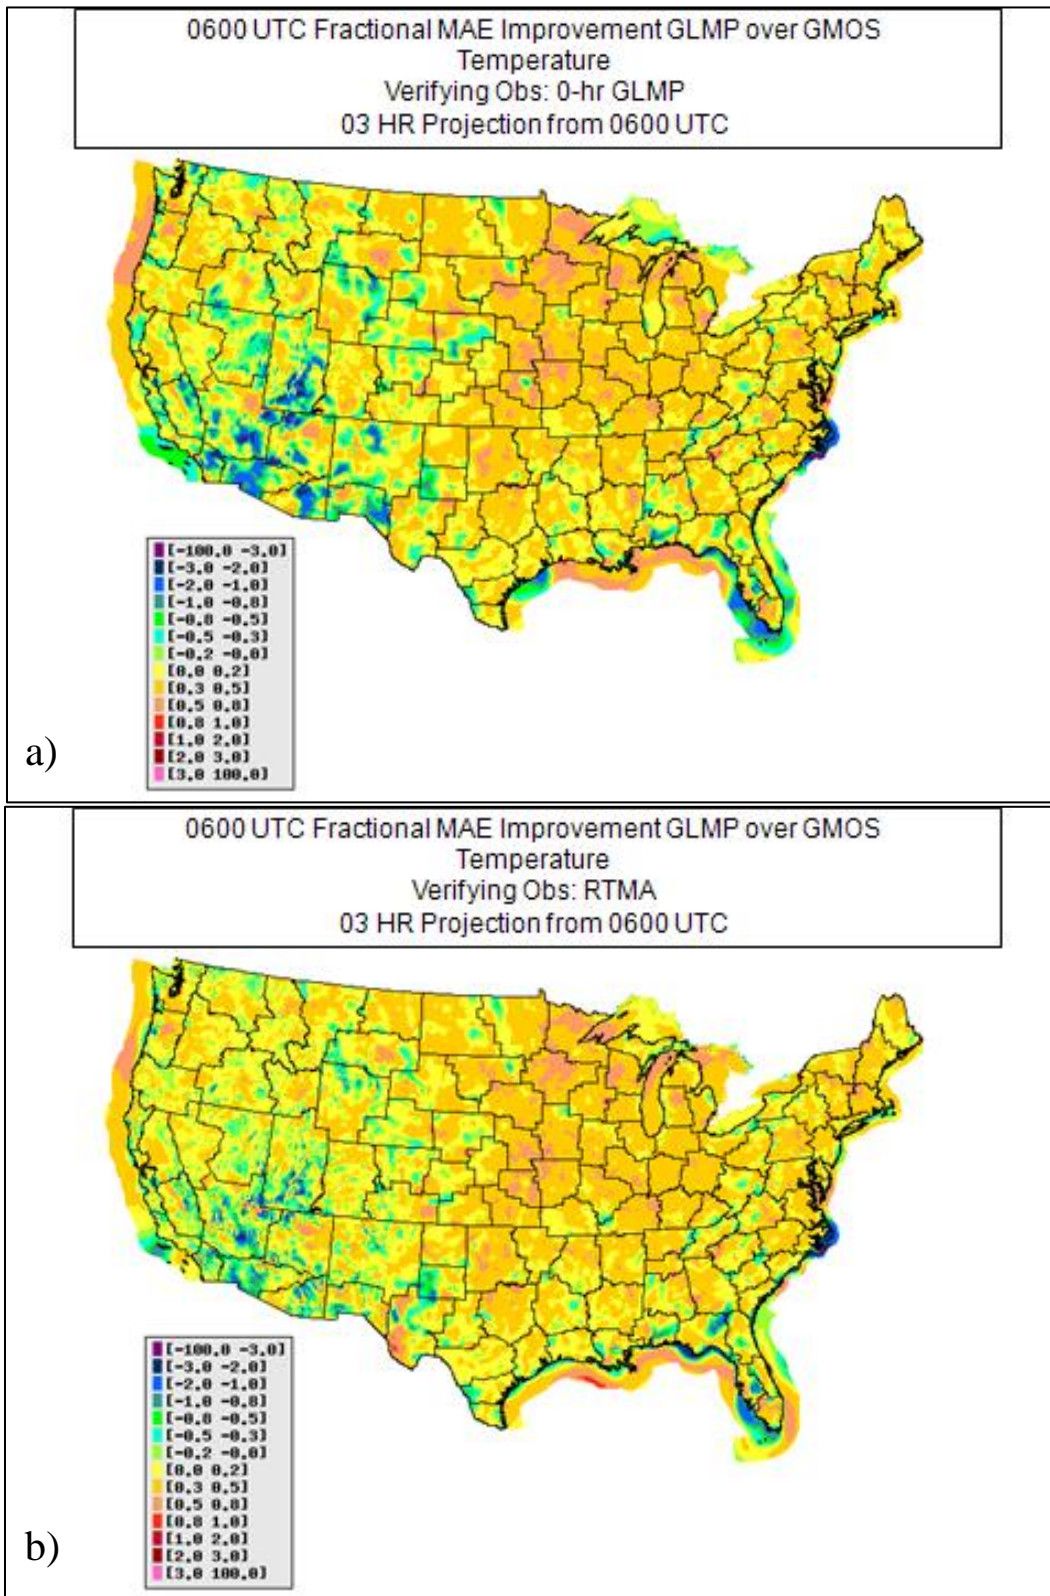 0600 UTC Fractional MAE Improvement GLMP over GMOS
Temperature
Verifying Obs: 0-hr GLMP
03 HR Projection from 0600 UTC
[-100.0 -3.0]
[-3.0 -2.0]
[-2.0 -1.0]
[-1.0 -0.8]
[-0.8 -0.5]
[-0.5 -0.3]
[-0.2 -0.0]
[0.0 0.2]
[0.3 0.5]
[0.5 0.8]
[0.8 1.0]
[1.0 2.0]
[2.0 3.0]
[3.0 100.0]
a)
0600 UTC Fractional MAE Improvement GLMP over GMOS
Temperature
Verifying Obs: RTMA
03 HR Projection from 0600 UTC
[-100.0 -3.0]
[-3.0 -2.0]
[-2.0 -1.0]
[-1.0 -0.8]
[-0.8 -0.5]
[-0.5 -0.3]
[-0.2 -0.0]
[0.0 0.2]
[0.3 0.5]
[0.5 0.8]
[0.8 1.0]
[1.0 2.0]
[2.0 3.0]
[3.0 100.0]
b)